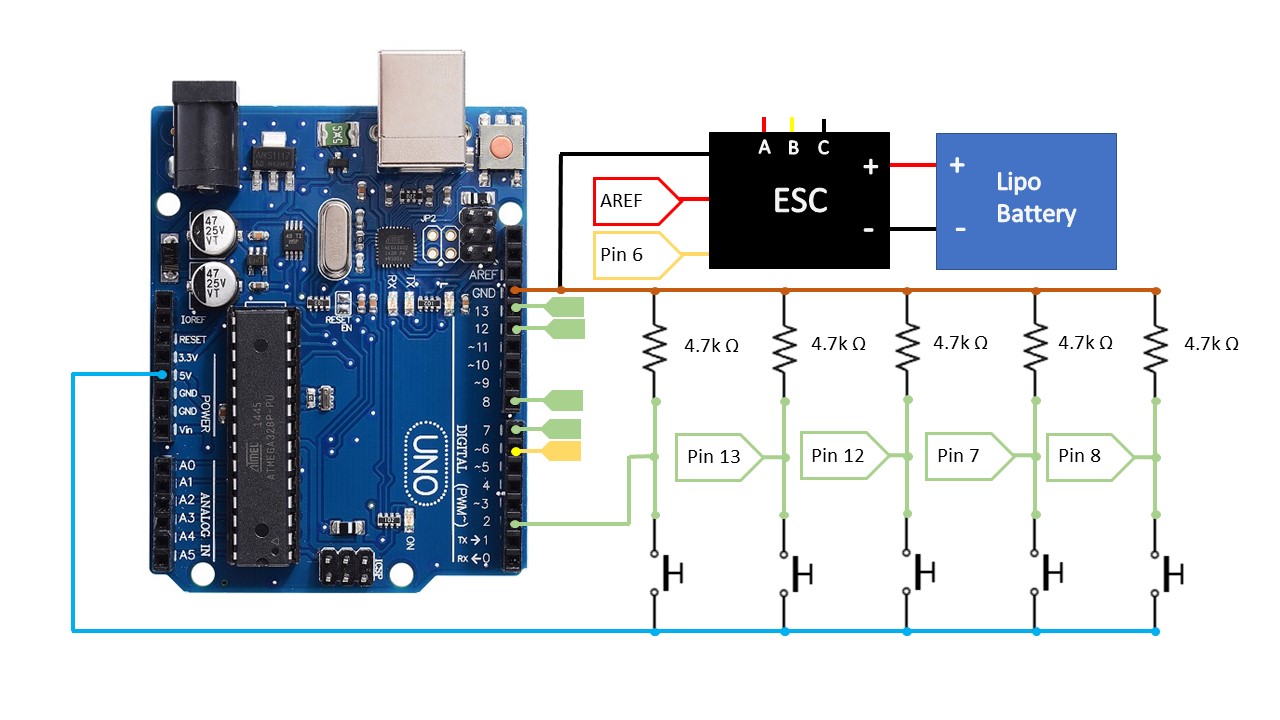 47
25V
VT
47
25V
VT
AMS1117
JP2
5x5
RX
TX
L
RESET
EN
IOREF
RESET
3.3V
5V
GND
GND
Vin
POWER
A0
A1
A2
A3
A4
A5
ANALOG IN
ATMEL 1445
ATMEGA328P-PU
UNO
ON
ICSP
AREF
GND
13
12
~11
~10
~9
8
7
~6
~5
4
~3
2
TX→1
RX←0
DIGITAL (PWM~)
A B C
ESC
+
-
+
-
Lipo
Battery
AREF
Pin 6
4.7k Ω
4.7k Ω
4.7k Ω
4.7k Ω
4.7k Ω
Pin 13
Pin 12
Pin 7
Pin 8